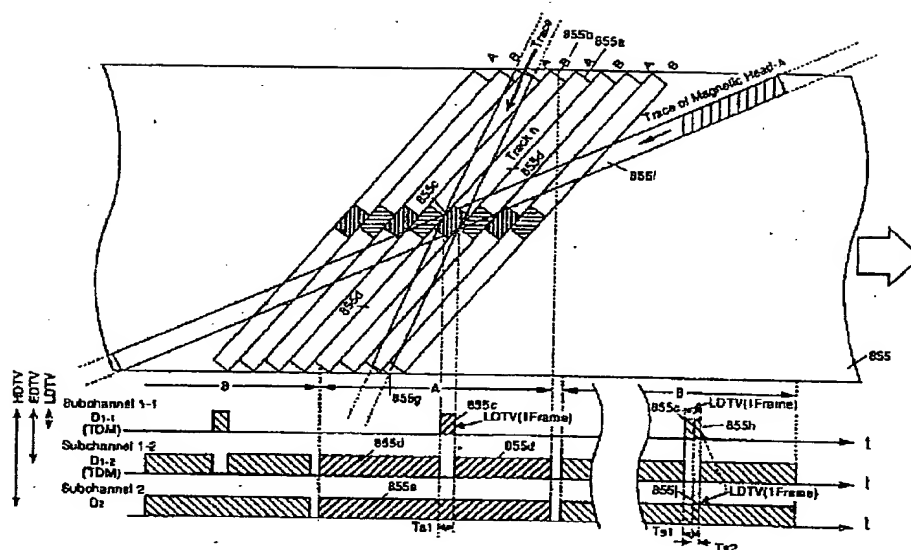 Trace
855b
855a
A
B
A
B
A
B
A
B
Trace of Magnetic Head-A
Track n
855d
855c
855f
855d
855
855g
HDTV
EDTV
LDTV
B
A
B
Subchannel 1-1
D1-1
(TDM)
855c
LDTV(1Frame)
855c
LDTV(1Frame)
855h
t
Subchannel 1-2
D1-2
(TDM)
855d
855d
t
Subchannel 2
D2
855e
855j
LDTV(1Frame)
t
Ts1
Ts1
Ts2